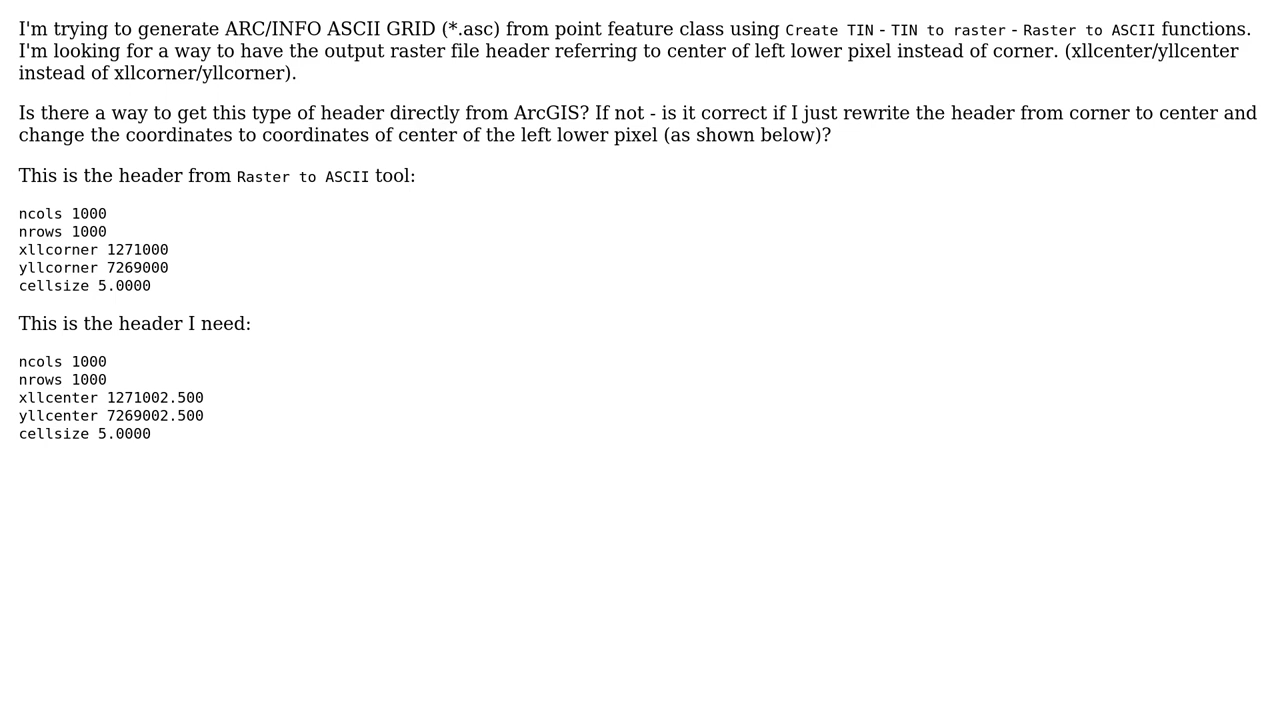 I'm trying to generate ARC/INFO ASCII GRID (*.asc) from point feature class using Create TIN - TIN to raster - Raster to ASCII functions.
I'm looking for a way to have the output raster file header referring to center of left lower pixel instead of corner. (xllcenter/yllcenter
instead of xllcorner/yllcorner).
Is there a way to get this type of header directly from ArcGIS? If not - is it correct if I just rewrite the header from corner to center and
change the coordinates to coordinates of center of the left lower pixel (as shown below)?
This is the header from Raster to ASCII tool:
ncols 1000
nrows 1000
xllcorner 1271000
yllcorner 7269000
cellsize 5.0000
This is the header I need:
ncols 1000
nrows 1000
xllcenter 1271002.500
yllcenter 7269002.500
cellsize 5.0000